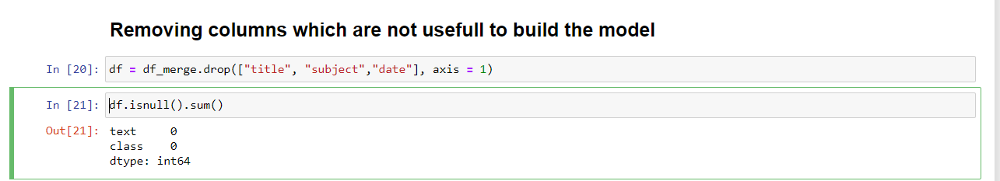 Removing columns which are not usefull to build the model
In [20]: df = df_merge.drop(["title", "subject","date"], axis = 1)
In [21]: df.isnull().sum()
Out[21]: text     0
class    0
dtype: int64